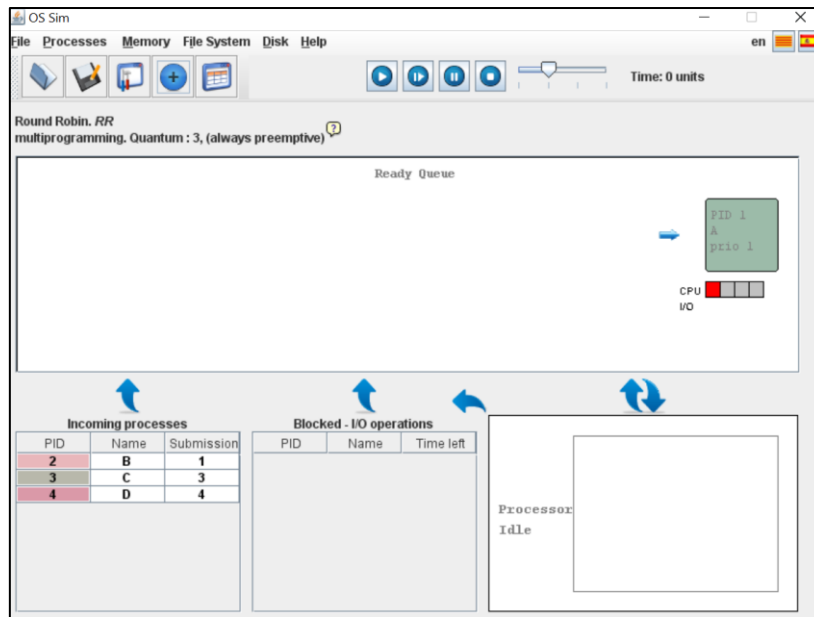 OS Sim
File Processes Memory File System Disk Help en
Time: 0 units
Round Robin. RR
multiprogramming. Quantum : 3, (always preemptive) ?
Ready Queue
PID 1
A
prio 1
CPU
I/O
Incoming processes
PID Name Submission
2 B 1
3 C 3
4 D 4
Blocked - I/O operations
PID Name Time left
Processor
Idle